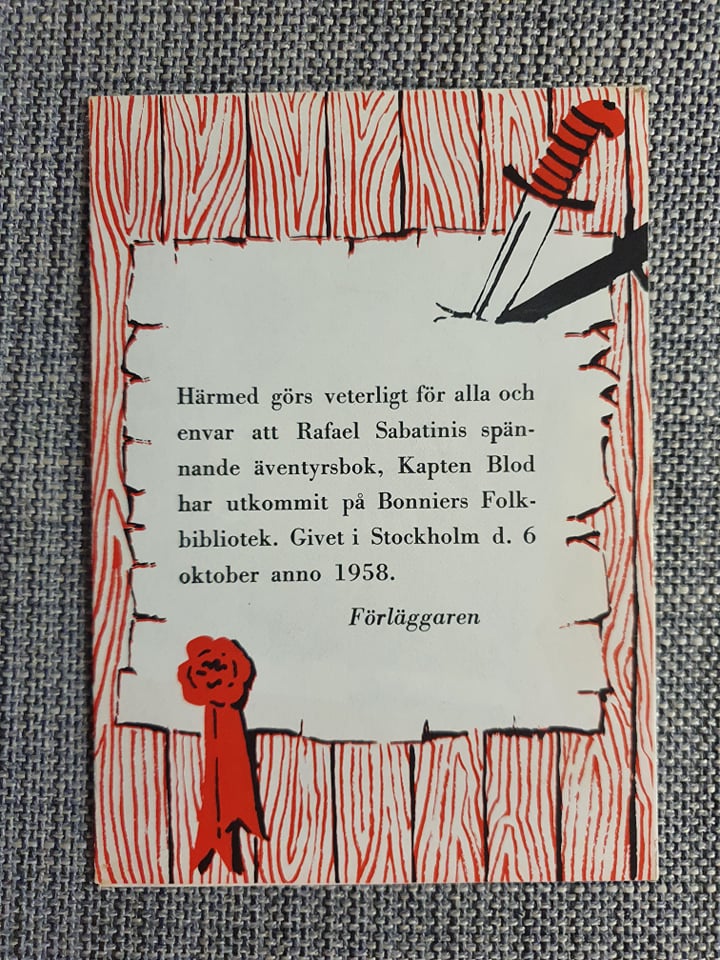 Härmed görs veterligt för alla och
envar att Rafael Sabatinis spän-
nande äventyrsbok, Kapten Blod
har utkommit på Bonniers Folk-
bibliotek. Givet i Stockholm d. 6
oktober anno 1958.
Förläggaren